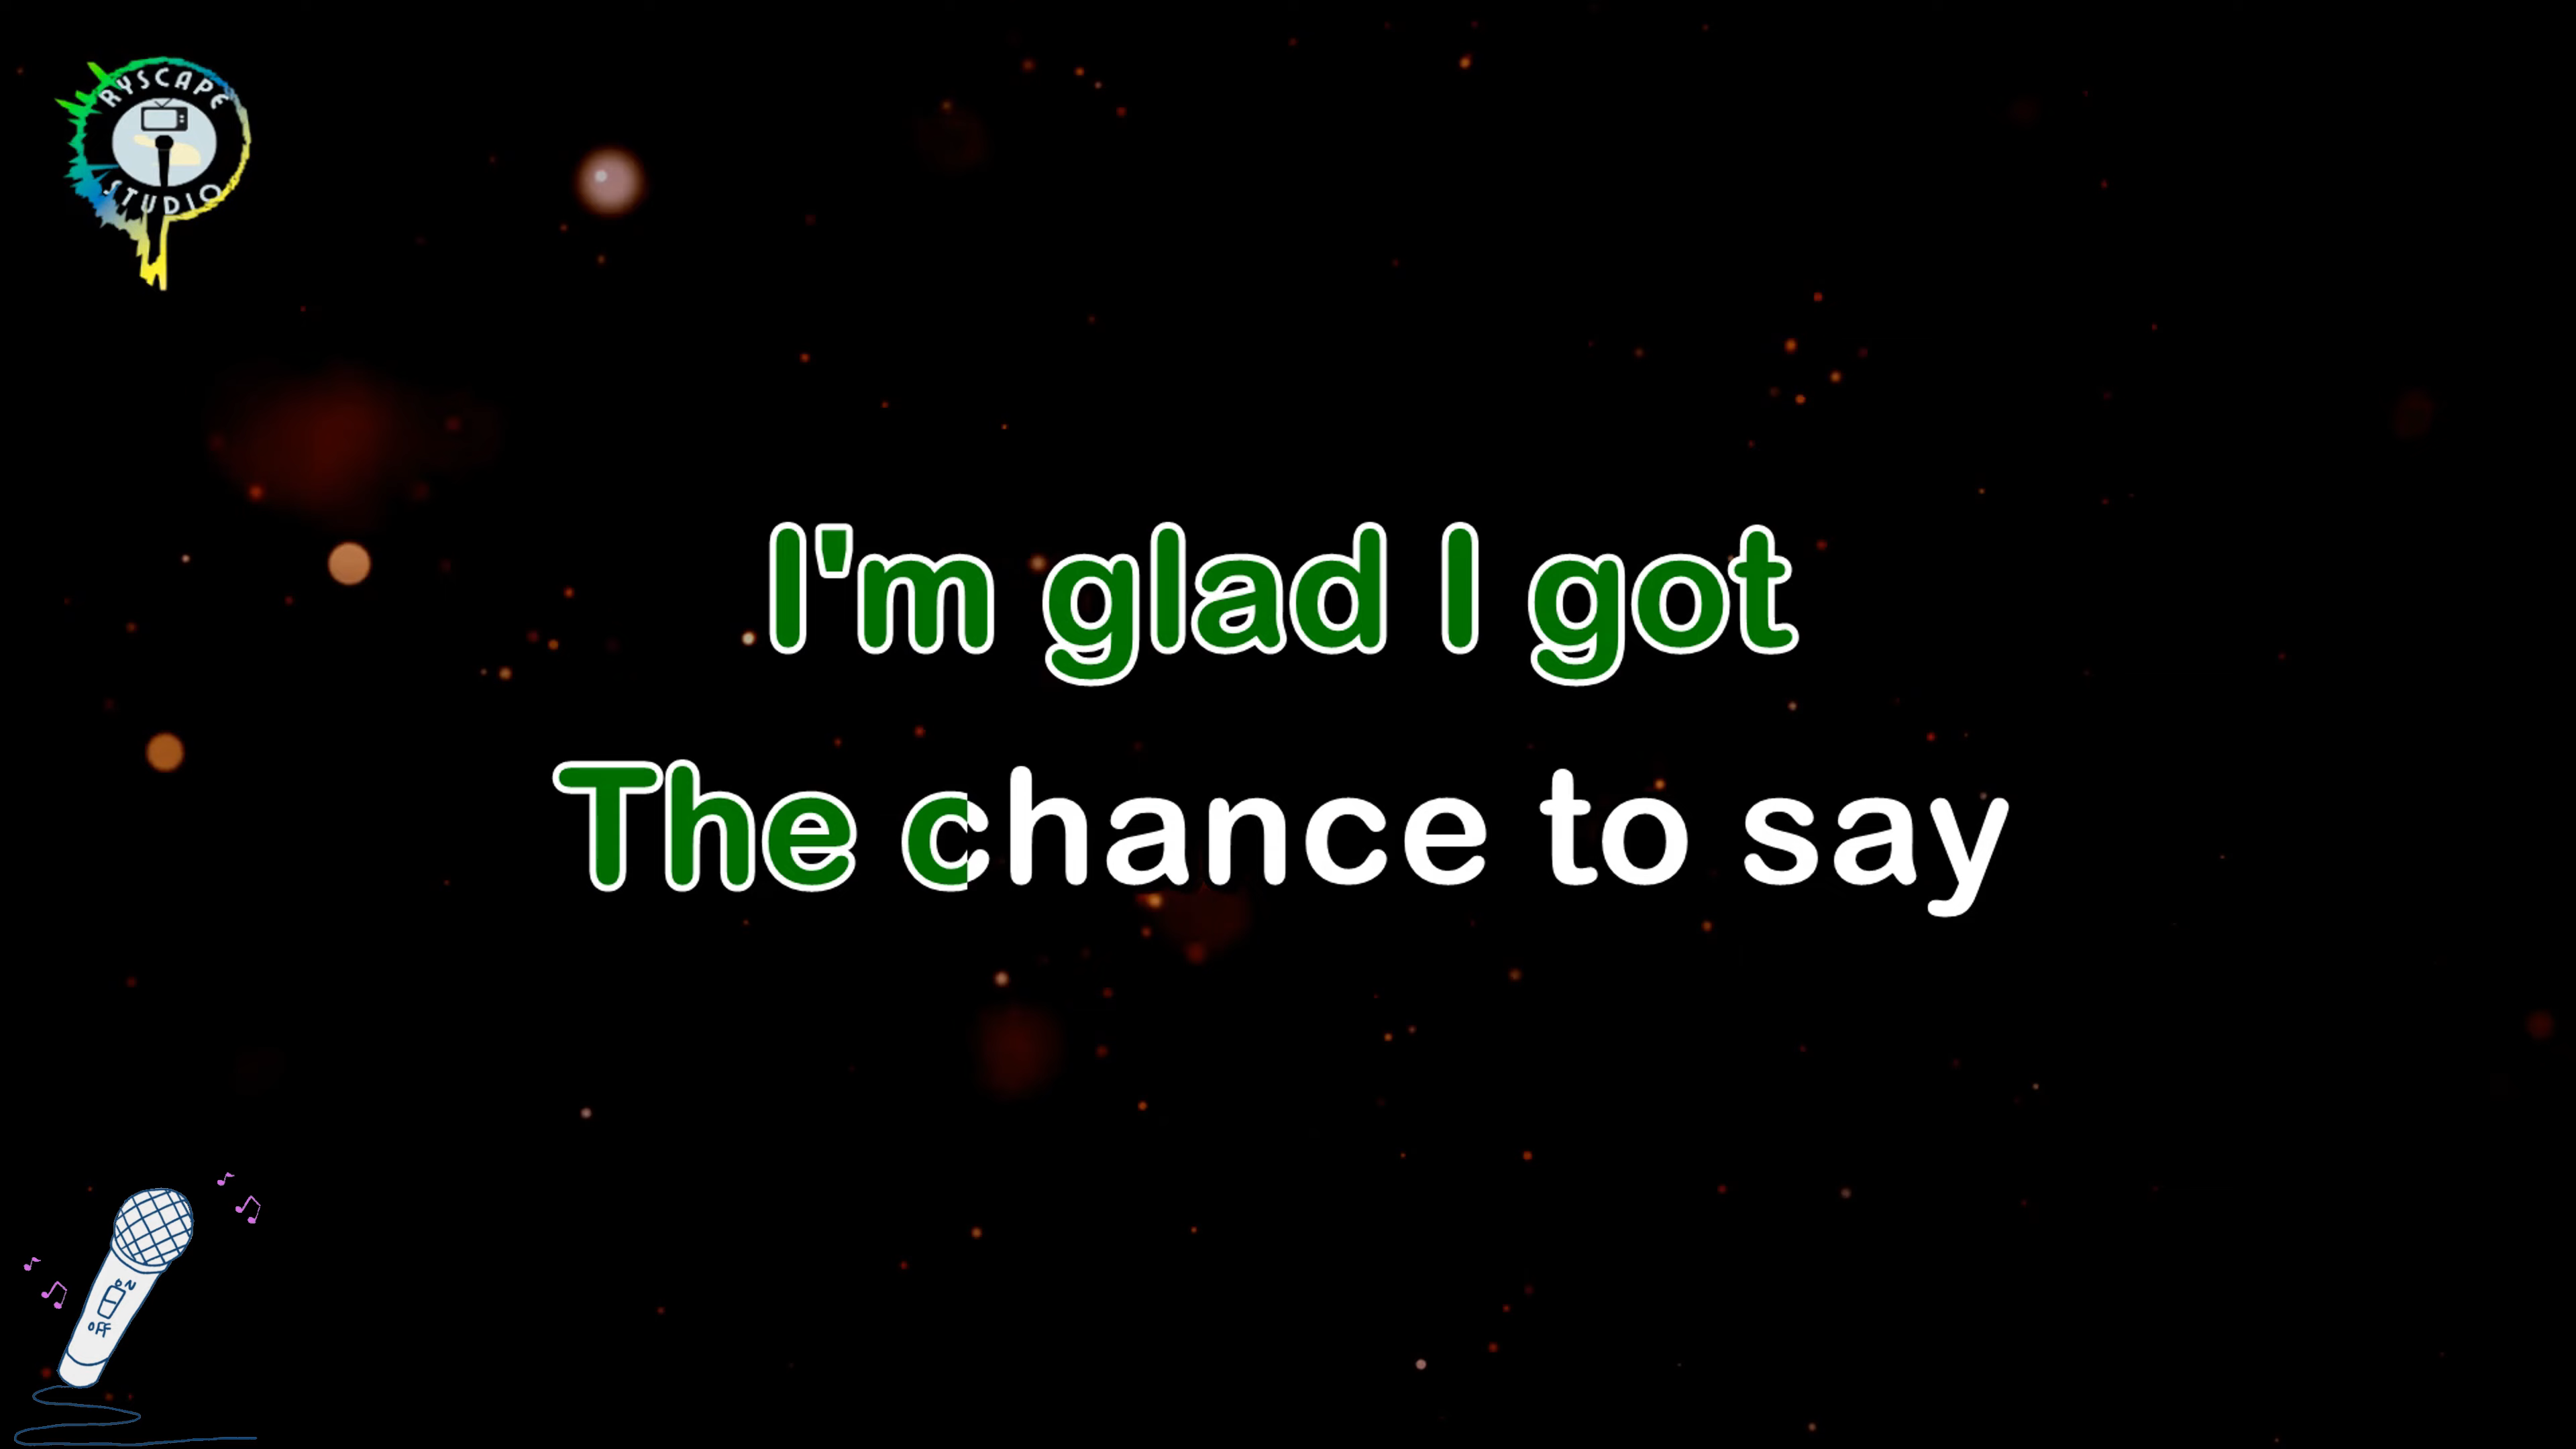 RYSCAPE
STUDIO
I'm glad I got
The chance to say
ON
OFF